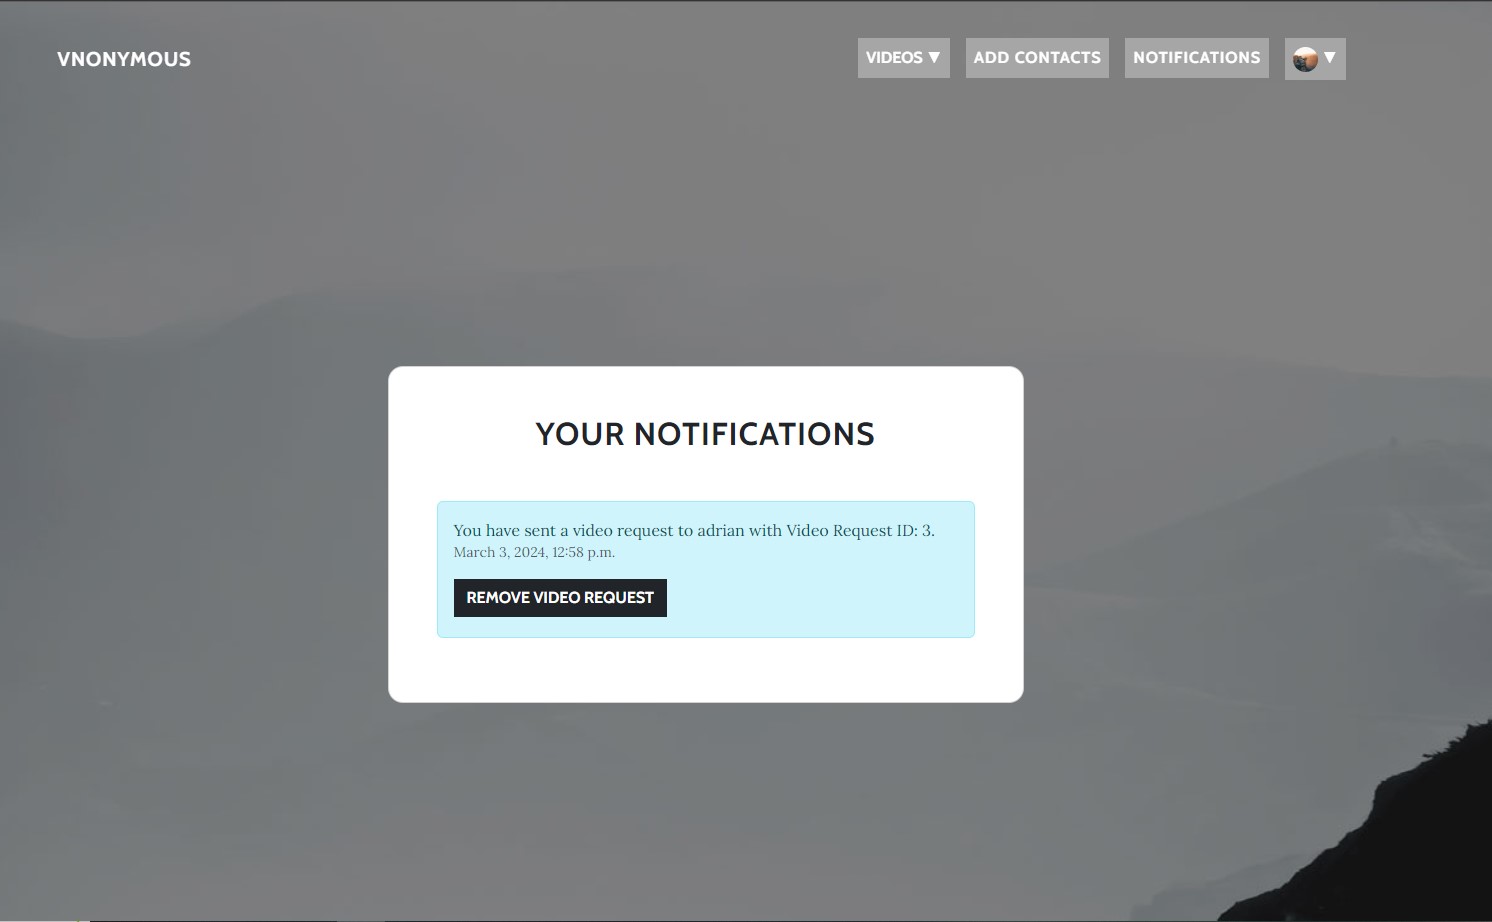 VNONYMOUS
VIDEOS ▼
ADD CONTACTS
NOTIFICATIONS
▼
YOUR NOTIFICATIONS
You have sent a video request to adrian with Video Request ID: 3.
March 3, 2024, 12:58 p.m.
REMOVE VIDEO REQUEST